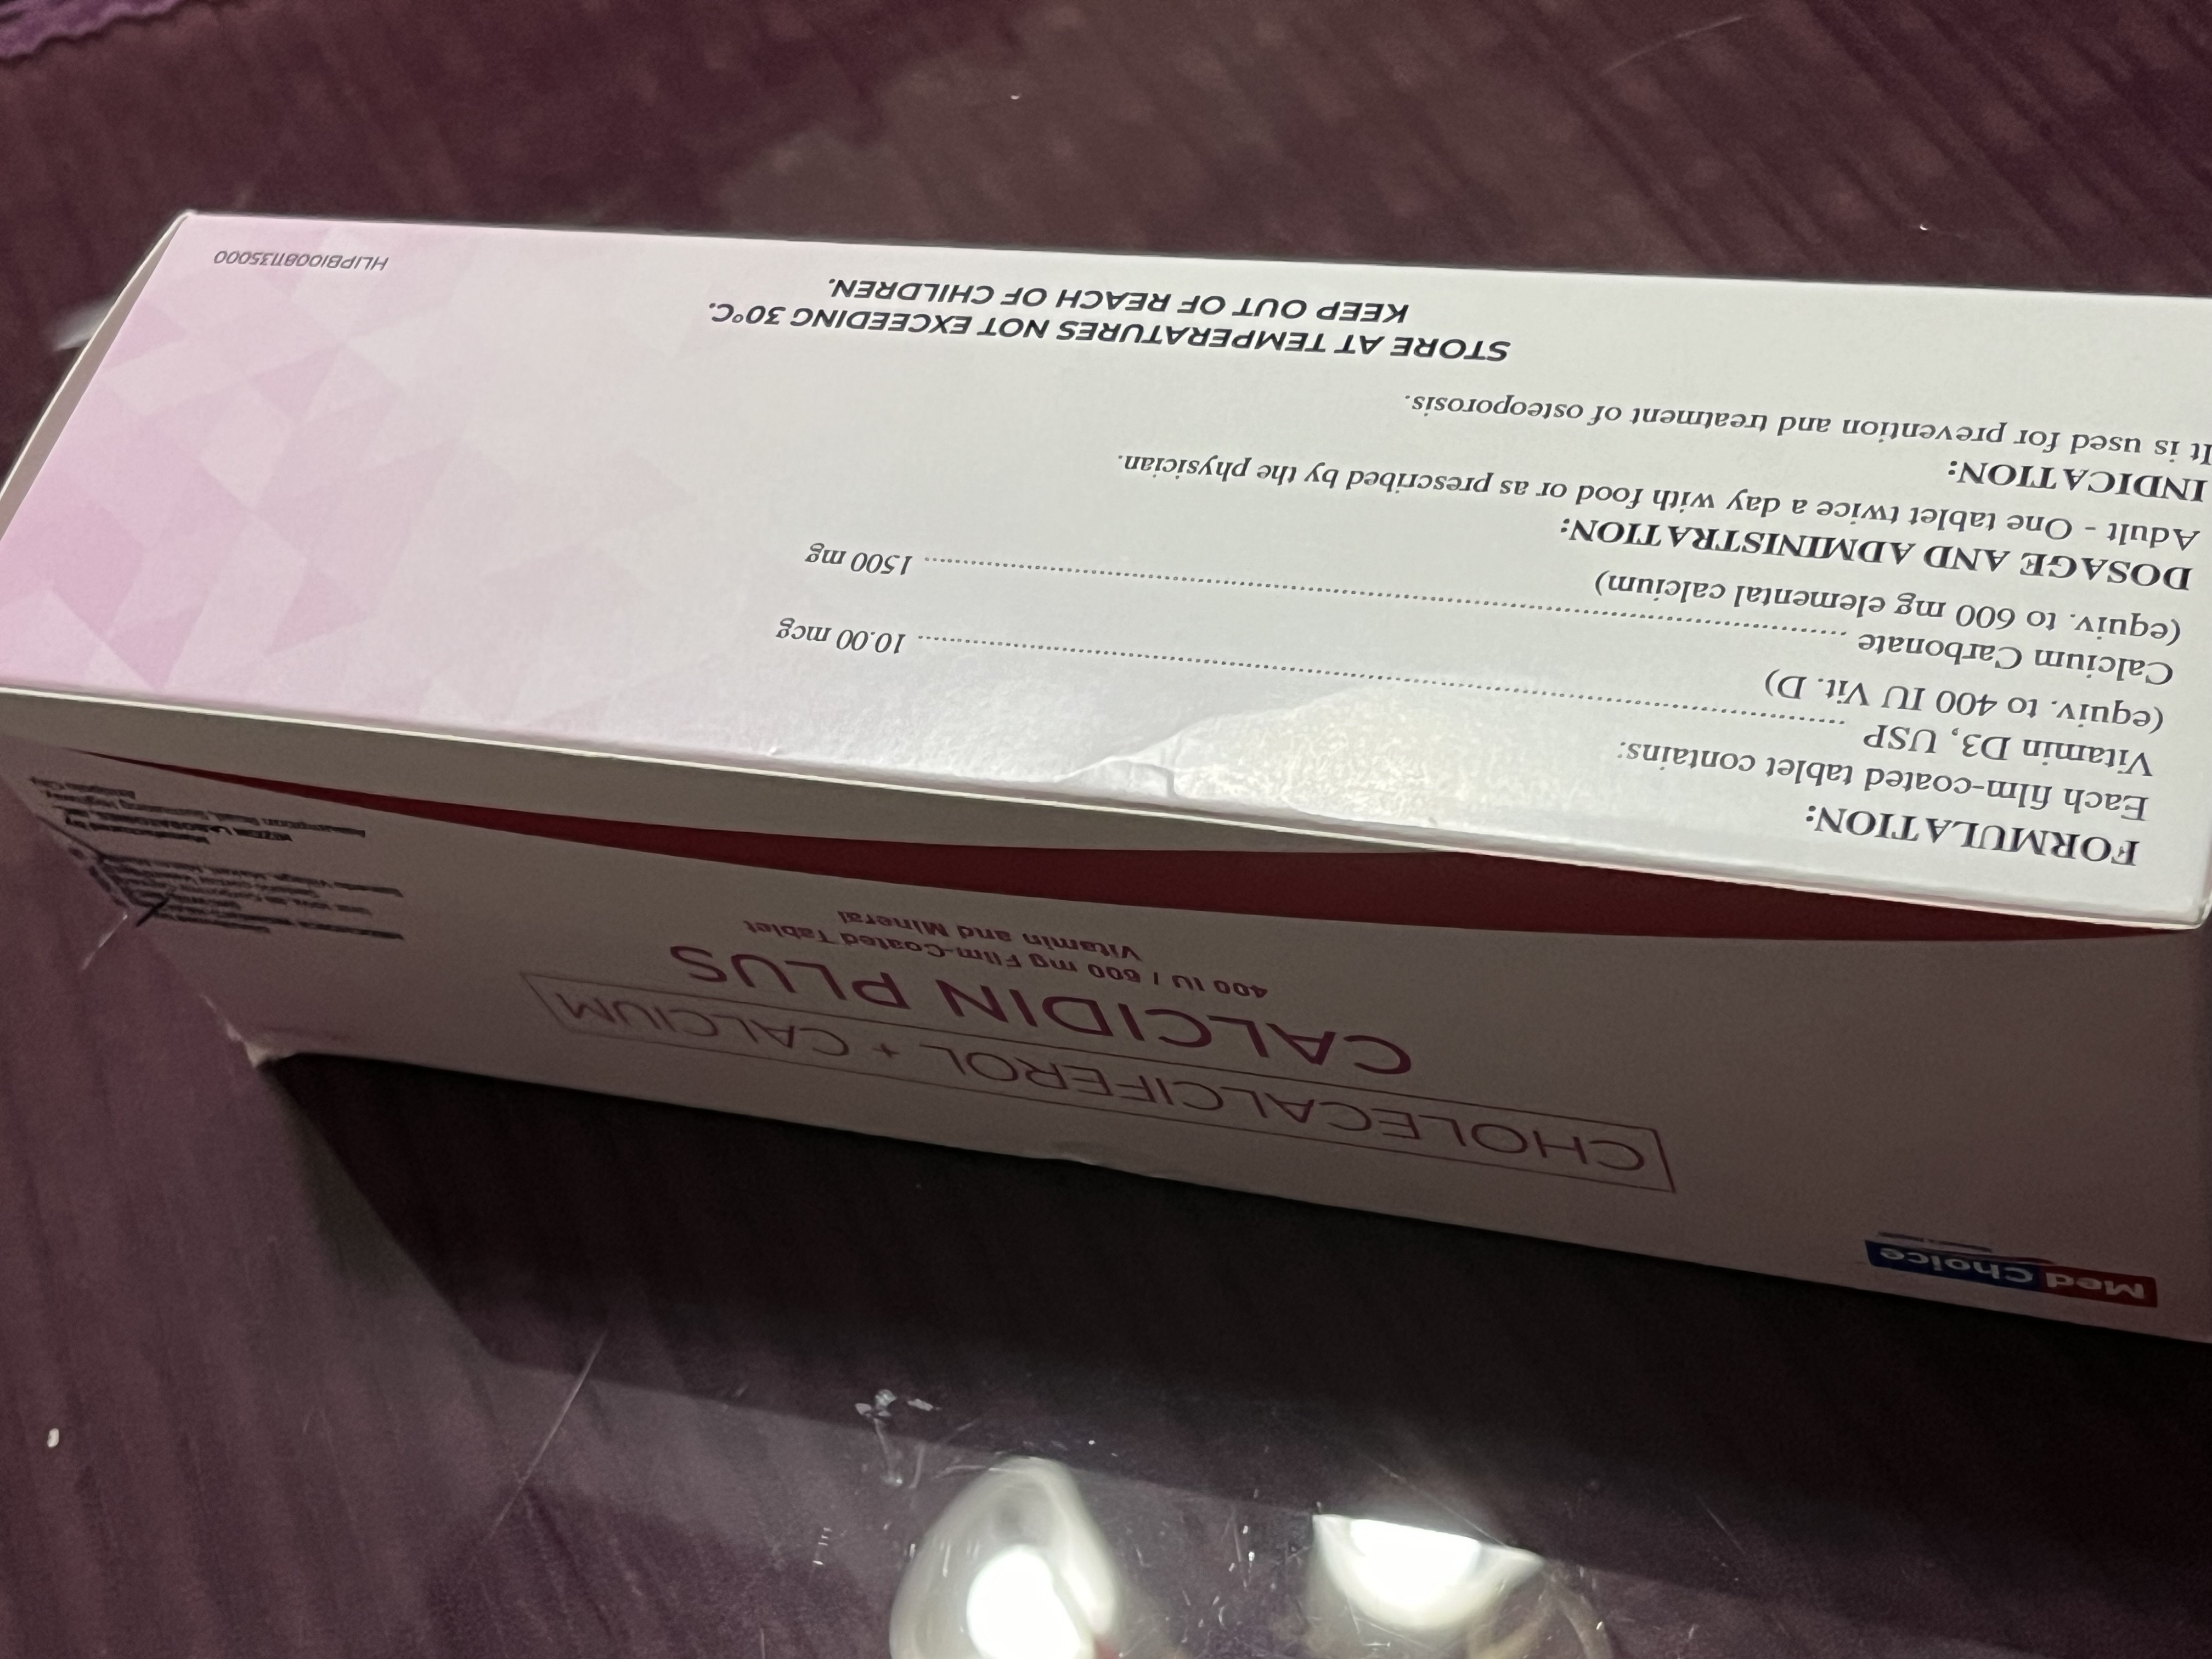 FORMULATION:
Each film-coated tablet contains:
Vitamin D3, USP ........ 10.00 mcg
(equiv. to 400 IU Vit. D)
Calcium Carbonate ........ 1500 mg
(equiv. to 600 mg elemental calcium)
DOSAGE AND ADMINISTRATION:
Adult - One tablet twice a day with food or as prescribed by the physician.
INDICATION:
It is used for prevention and treatment of osteoporosis.
STORE AT TEMPERATURES NOT EXCEEDING 30°C.
KEEP OUT OF REACH OF CHILDREN.
HLIPB10081135000
Med Choice
CHOLECALCIFEROL + CALCIUM
CALCIDIN PLUS
400 IU / 600 mg Film-Coated Tablet
Vitamin and Mineral